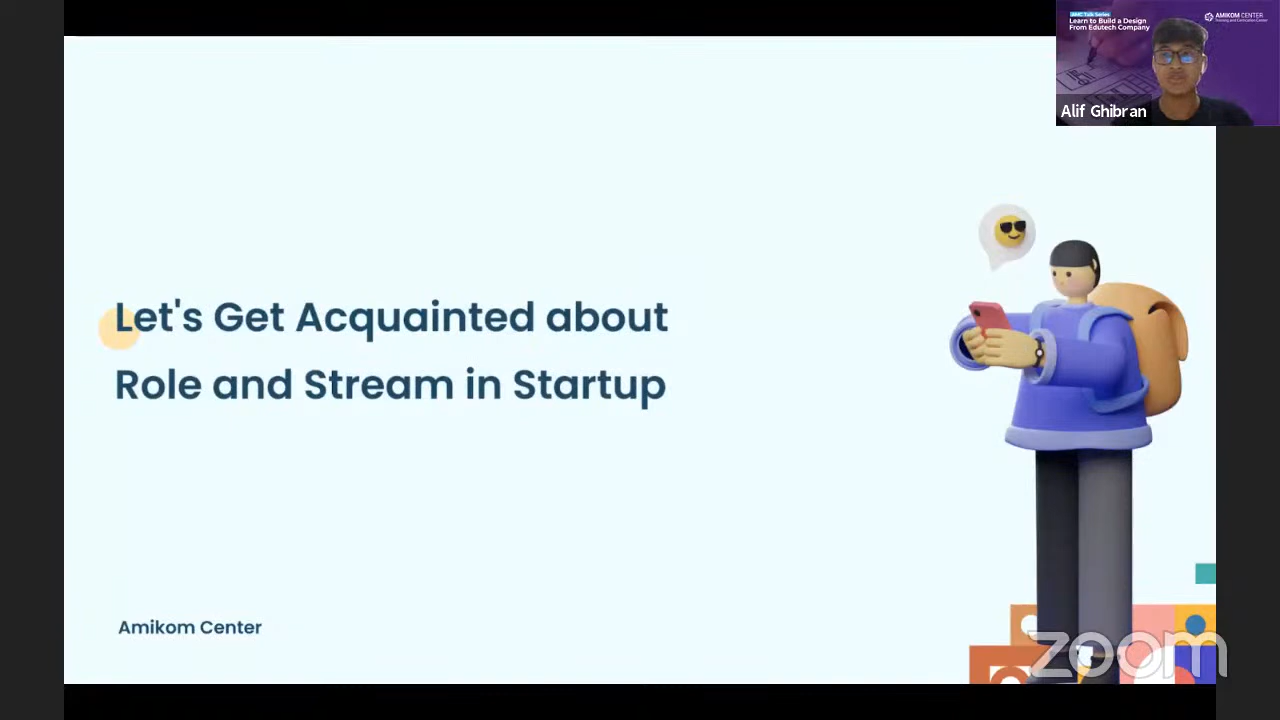 AMC Talk Series
Learn to Build a Design
From Edutech Company
AMIKOM CENTER
Training and Certification Center
Alif Ghibran
Let's Get Acquainted about
Role and Stream in Startup
Amikom Center
zoom